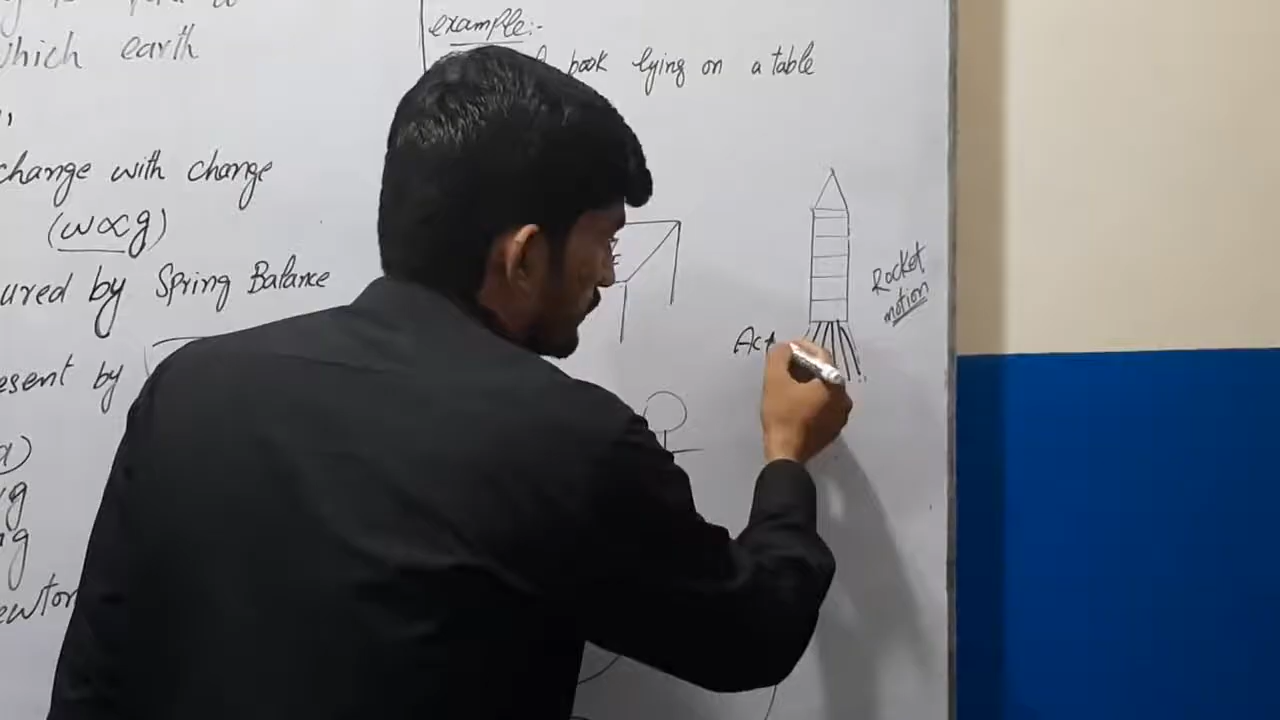 which earth
change with change
(w∝g)
ured by Spring Balance
esent by
a)
g
g
ewton
example:-
book lying on a table
Rocket
motion
Act